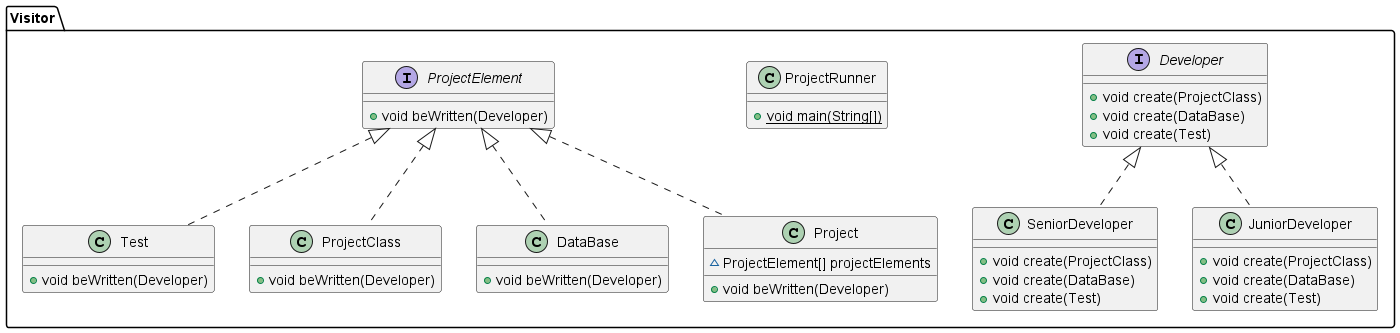 Visitor
I ProjectElement
void beWritten(Developer)
C ProjectRunner
void main(String[])
I Developer
void create(ProjectClass)
void create(DataBase)
void create(Test)
C Test
void beWritten(Developer)
C ProjectClass
void beWritten(Developer)
C DataBase
void beWritten(Developer)
C Project
ProjectElement[] projectElements
void beWritten(Developer)
C SeniorDeveloper
void create(ProjectClass)
void create(DataBase)
void create(Test)
C JuniorDeveloper
void create(ProjectClass)
void create(DataBase)
void create(Test)